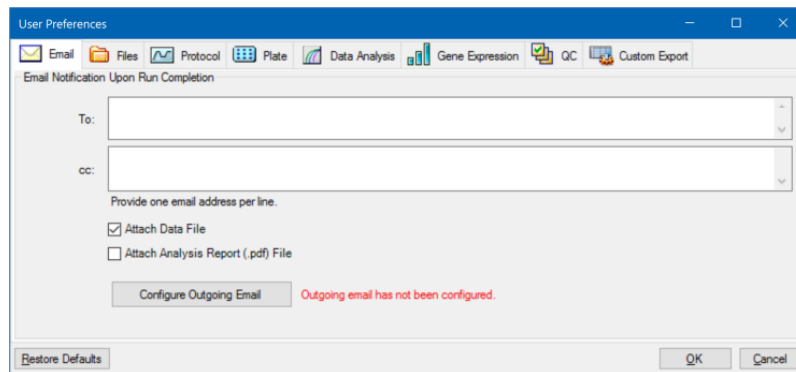 User Preferences
Email Files Protocol Plate Data Analysis Gene Expression QC Custom Export
Email Notification Upon Run Completion
To:
cc:
Provide one email address per line.
Attach Data File
Attach Analysis Report (.pdf) File
Configure Outgoing Email Outgoing email has not been configured.
Restore Defaults OK Cancel